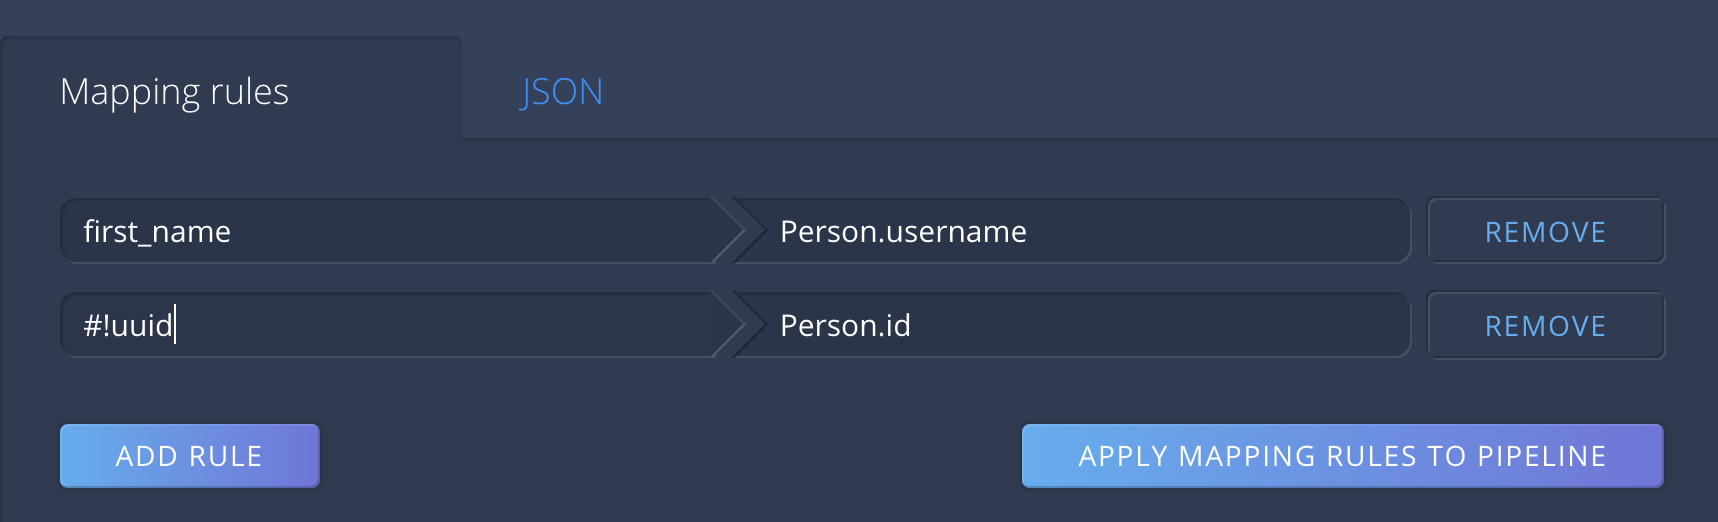 Mapping rules JSON
first_name Person.username REMOVE
#!uuid Person.id REMOVE
ADD RULE APPLY MAPPING RULES TO PIPELINE